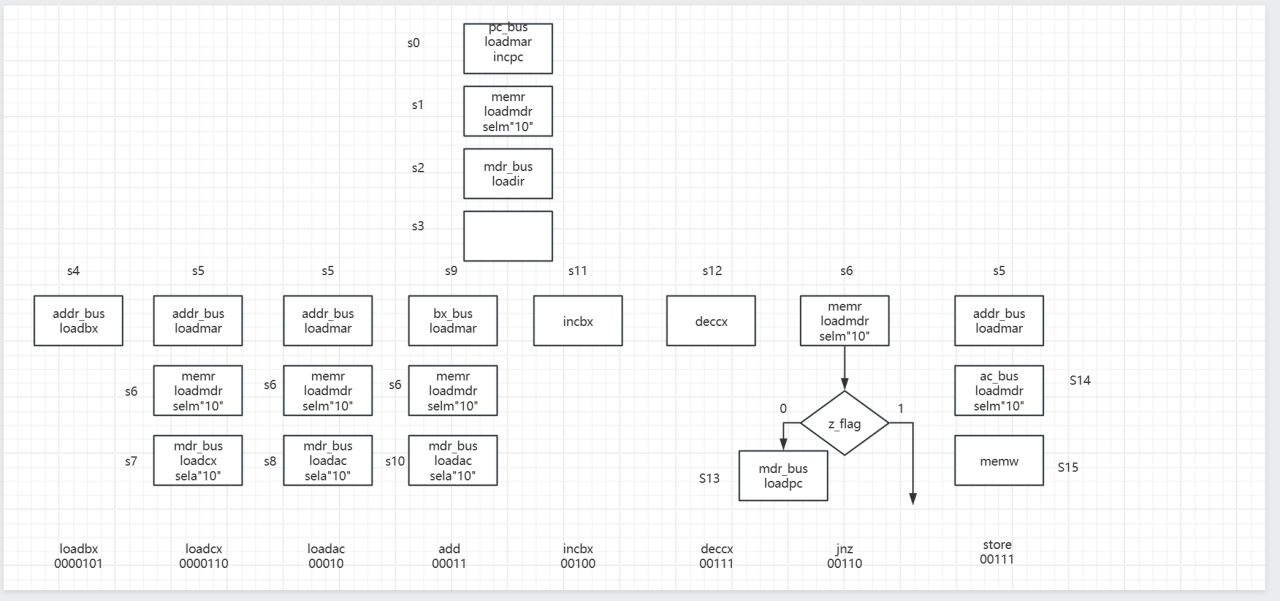 s0
pc_bus
loadmar
incpc
s1
memr
loadmdr
selm"10"
s2
mdr_bus
loadir
s3
s4
s5
s5
s9
s11
s12
s6
s5
addr_bus
loadbx
addr_bus
loadmar
addr_bus
loadmar
bx_bus
loadmar
incbx
deccx
memr
loadmdr
selm"10"
addr_bus
loadmar
s6
memr
loadmdr
selm"10"
s6
memr
loadmdr
selm"10"
s6
memr
loadmdr
selm"10"
0
z_flag
1
ac_bus
loadmdr
selm"10"
S14
s7
mdr_bus
loadcx
sela"10"
s8
mdr_bus
loadac
sela"10"
s10
mdr_bus
loadac
sela"10"
S13
mdr_bus
loadpc
memw
S15
loadbx
0000101
loadcx
0000110
loadac
00010
add
00011
incbx
00100
deccx
00111
jnz
00110
store
00111